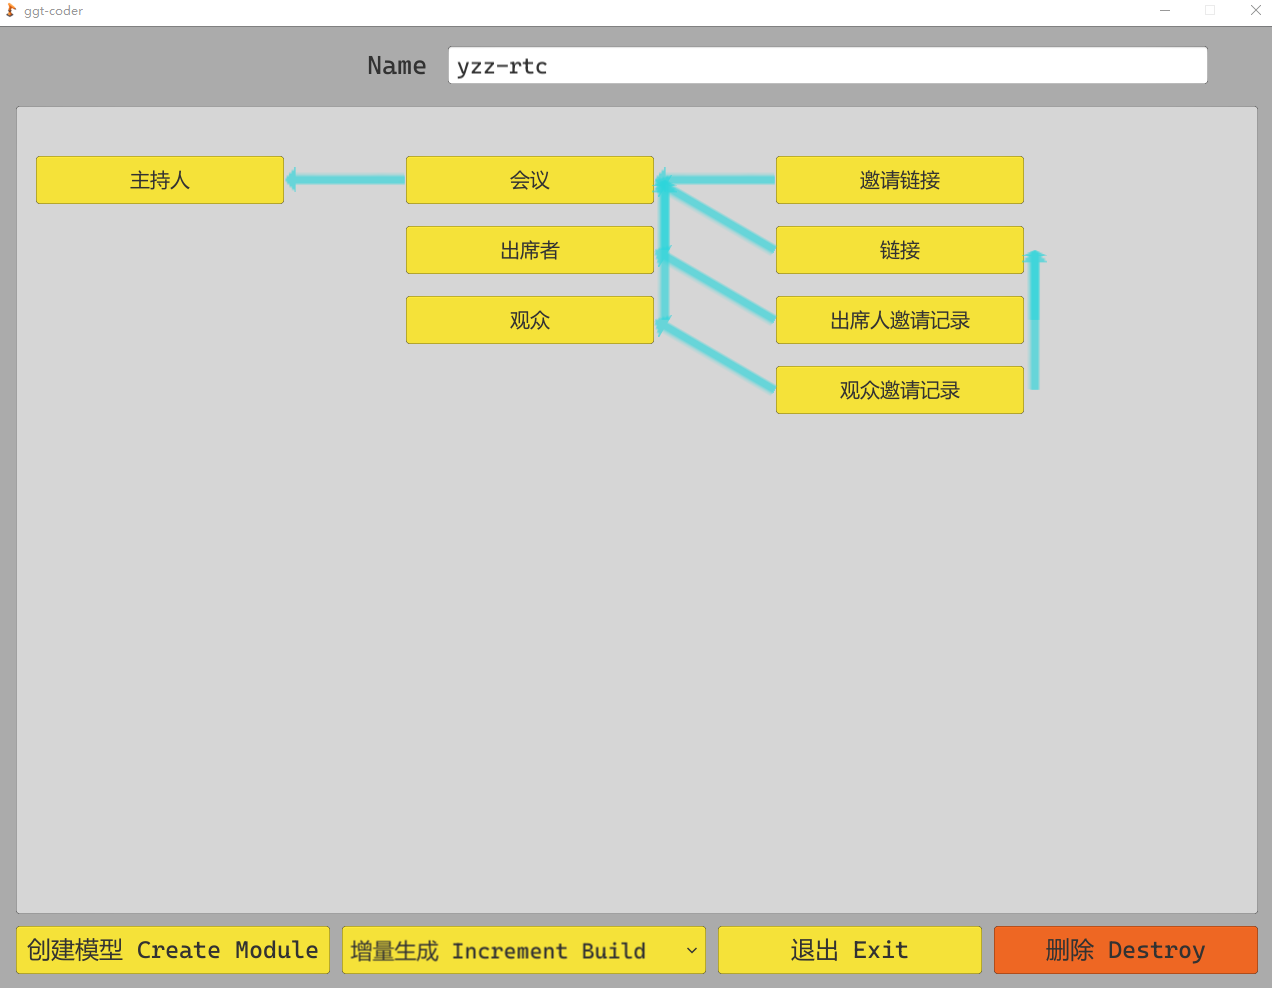 ggt-coder
Name yzz-rtc
主持人 会议 邀请链接
出席者 链接
观众 出席人邀请记录
观众邀请记录
创建模型 Create Module 增量生成 Increment Build 退出 Exit 删除 Destroy